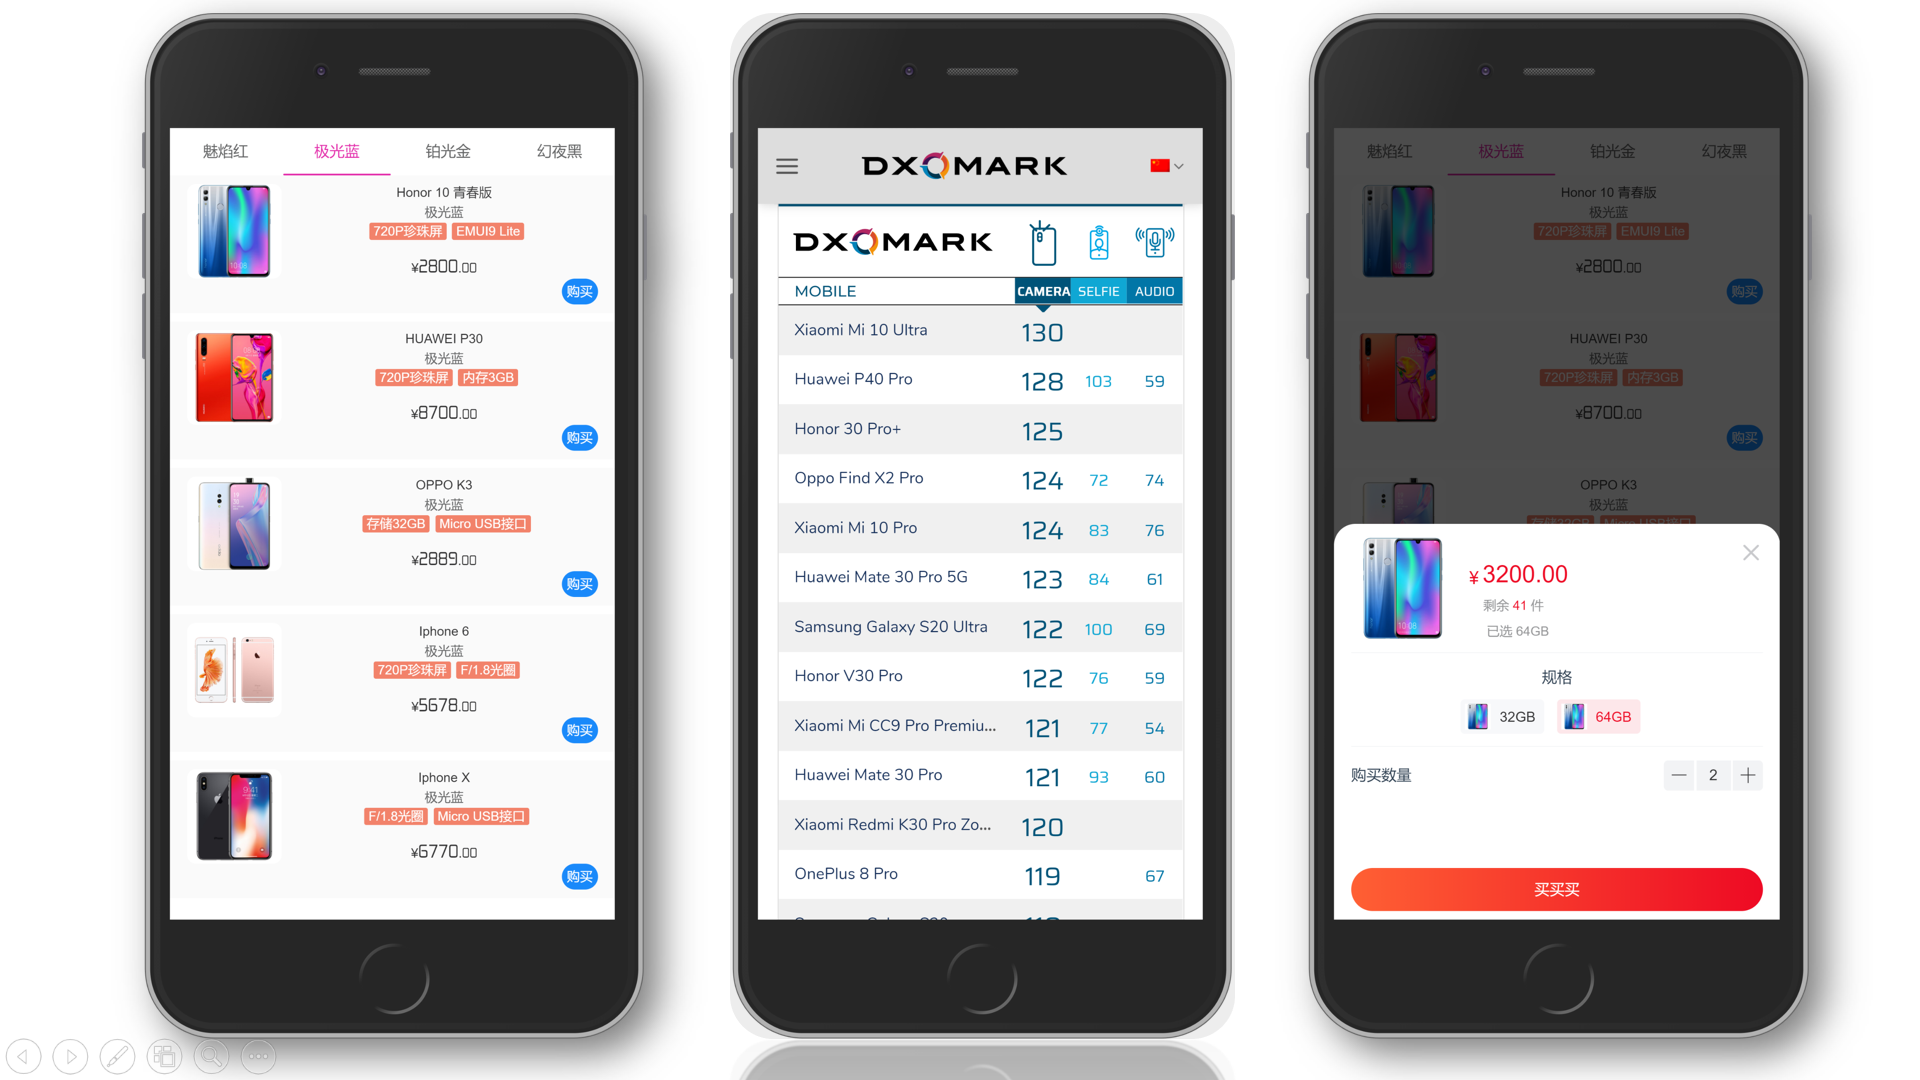 魅焰红 极光蓝 铂光金 幻夜黑
Honor 10 青春版
极光蓝
720P珍珠屏 EMUI9 Lite
¥2800.00
购买
HUAWEI P30
极光蓝
720P珍珠屏 内存3GB
¥8700.00
购买
OPPO K3
极光蓝
存储32GB Micro USB接口
¥2889.00
购买
Iphone 6
极光蓝
720P珍珠屏 F/1.8光圈
¥5678.00
购买
Iphone X
极光蓝
F/1.8光圈 Micro USB接口
¥6770.00
购买
DXOMARK
DXOMARK
MOBILE CAMERA SELFIE AUDIO
Xiaomi Mi 10 Ultra 130
Huawei P40 Pro 128 103 59
Honor 30 Pro+ 125
Oppo Find X2 Pro 124 72 74
Xiaomi Mi 10 Pro 124 83 76
Huawei Mate 30 Pro 5G 123 84 61
Samsung Galaxy S20 Ultra 122 100 69
Honor V30 Pro 122 76 59
Xiaomi Mi CC9 Pro Premiu... 121 77 54
Huawei Mate 30 Pro 121 93 60
Xiaomi Redmi K30 Pro Zo... 120
OnePlus 8 Pro 119 67
魅焰红 极光蓝 铂光金 幻夜黑
Honor 10 青春版
极光蓝
720P珍珠屏 EMUI9 Lite
¥2800.00
购买
HUAWEI P30
极光蓝
720P珍珠屏 内存3GB
¥8700.00
购买
OPPO K3
极光蓝
存储32GB Micro USB接口
¥3200.00
剩余 41 件
已选 64GB
规格
32GB 64GB
购买数量 2
买买买